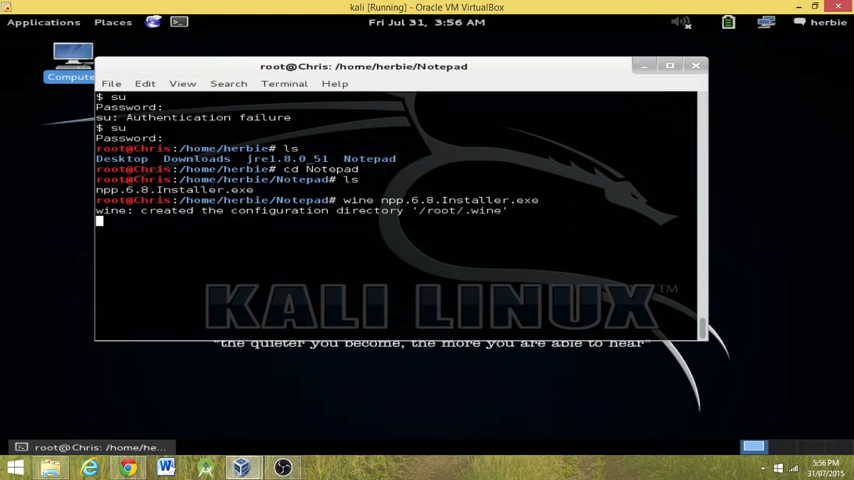 kali [Running] - Oracle VM VirtualBox
Applications Places Fri Jul 31, 3:56 AM herbie
Computer
root@Chris: /home/herbie/Notepad
File Edit View Search Terminal Help
$ su
Password:
su: Authentication failure
$ su
Password:
root@Chris:/home/herbie# ls
Desktop Downloads jre1.8.0_51 Notepad
root@Chris:/home/herbie# cd Notepad
root@Chris:/home/herbie/Notepad# ls
npp.6.8.Installer.exe
root@Chris:/home/herbie/Notepad# wine npp.6.8.Installer.exe
wine: created the configuration directory '/root/.wine'
KALI LINUX™
"the quieter you become, the more you are able to hear"
root@Chris: /home/he...
5:56 PM
31/07/2015